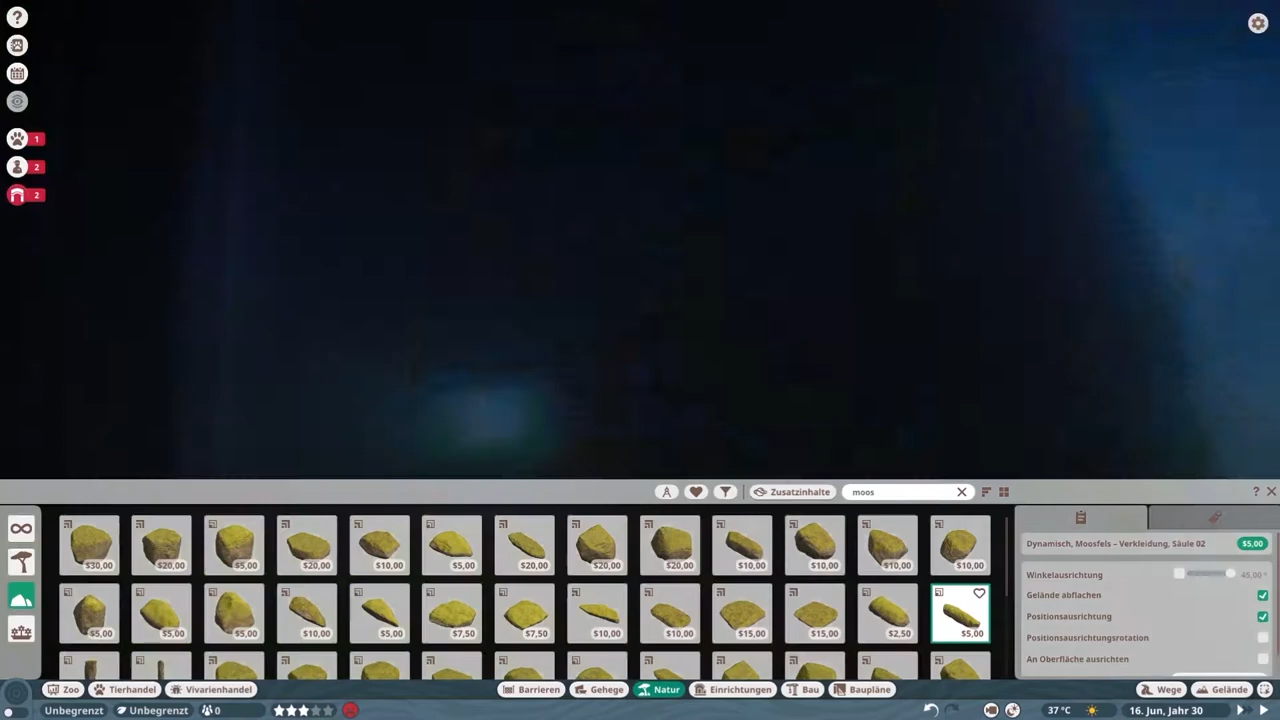 ?
1
2
2
Zusatzinhalte
moos
?
$30,00 $20,00 $5,00 $20,00 $10,00 $5,00 $20,00 $20,00 $20,00 $10,00 $10,00 $10,00 $10,00
Dynamisch, Moosfels – Verkleidung, Säule 02 $5,00
Winkelausrichtung 45,00°
Gelände abflachen
$5,00 $5,00 $5,00 $10,00 $5,00 $7,50 $7,50 $10,00 $10,00 $15,00 $15,00 $2,50 $5,00
Positionsausrichtung
Positionsausrichtungsrotation
An Oberfläche ausrichten
Zoo Tierhandel Vivarienhandel Barrieren Gehege Natur Einrichtungen Bau Baupläne Wege Gelände
Unbegrenzt Unbegrenzt 0 37 °C 16. Jun, Jahr 30